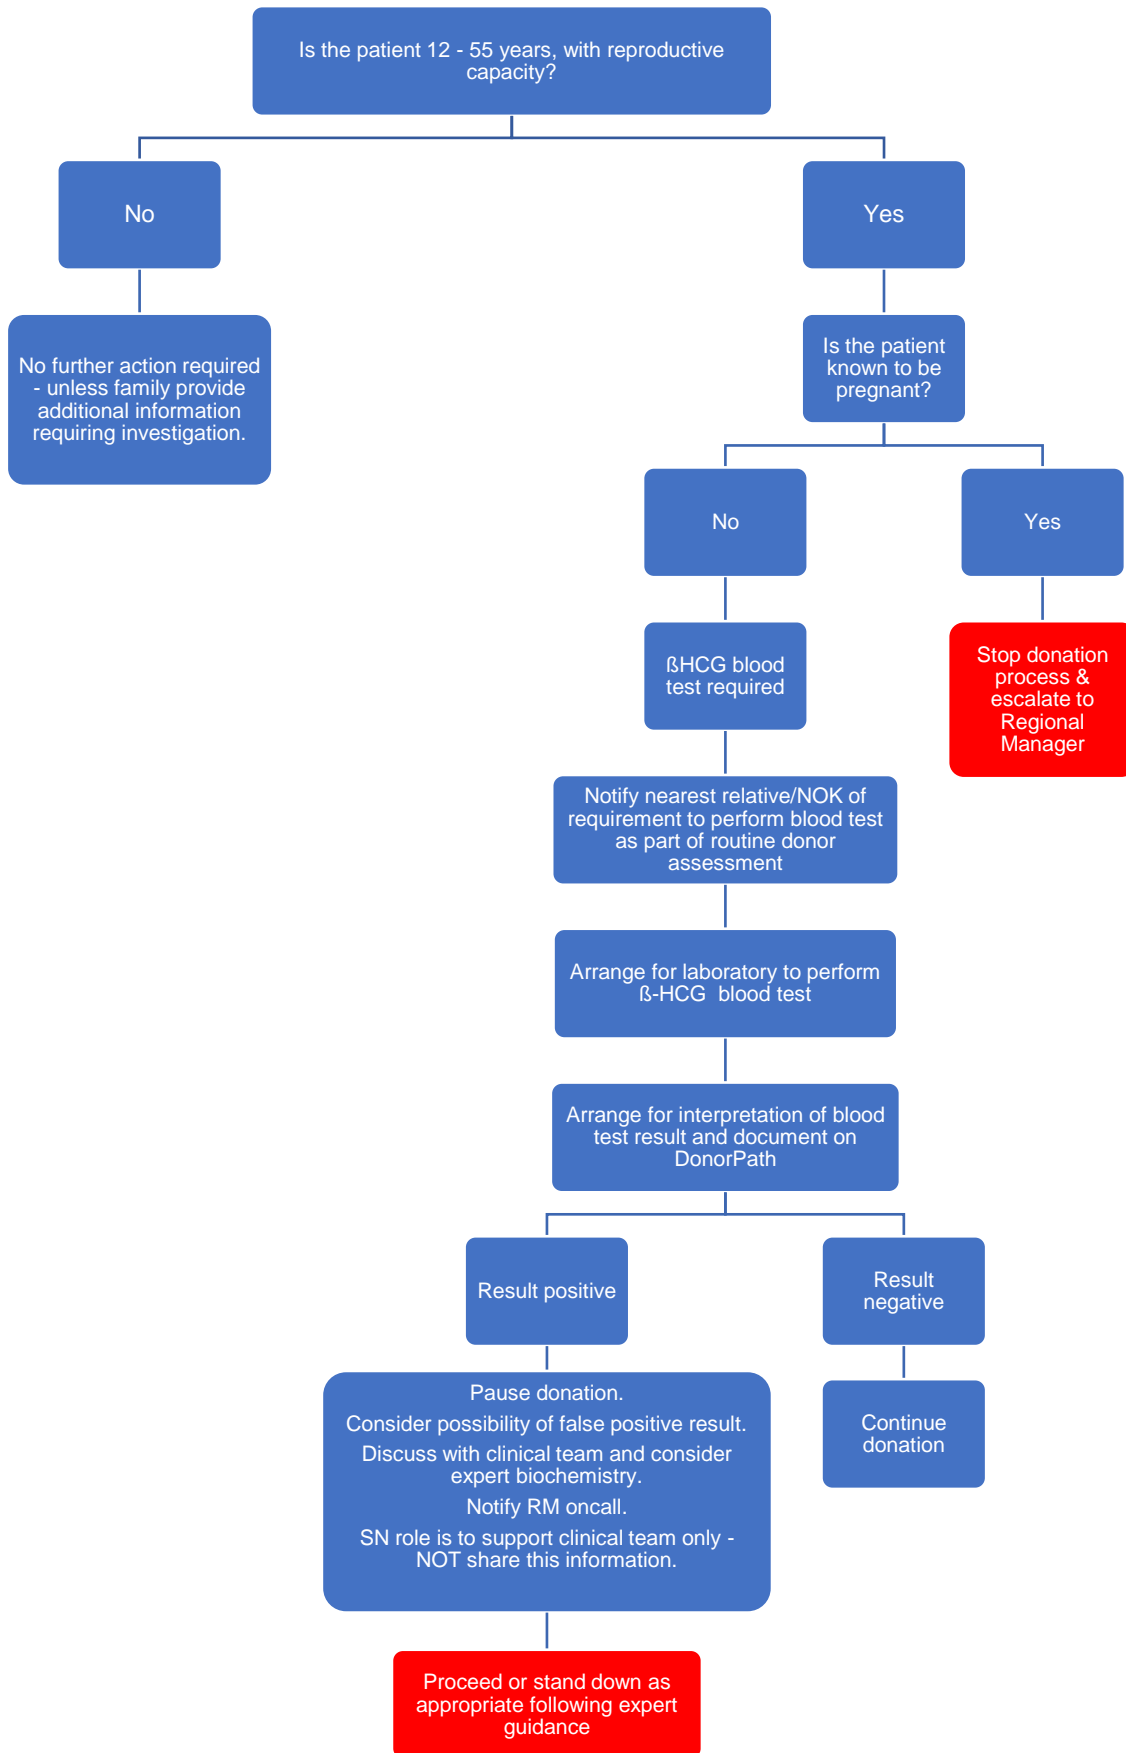 Is the patient 12 - 55 years, with reproductive
capacity?
No
Yes
No further action required
- unless family provide
additional information
requiring investigation.
Is the patient
known to be
pregnant?
No
Yes
ßHCG blood
test required
Stop donation
process &
escalate to
Regional
Manager
Notify nearest relative/NOK of
requirement to perform blood test
as part of routine donor
assessment
Arrange for laboratory to perform
ß-HCG  blood test
Arrange for interpretation of blood
test result and document on
DonorPath
Result positive
Result
negative
Pause donation.
Consider possibility of false positive result.
Discuss with clinical team and consider
expert biochemistry.
Notify RM oncall.
SN role is to support clinical team only -
NOT share this information.
Continue
donation
Proceed or stand down as
appropriate following expert
guidance